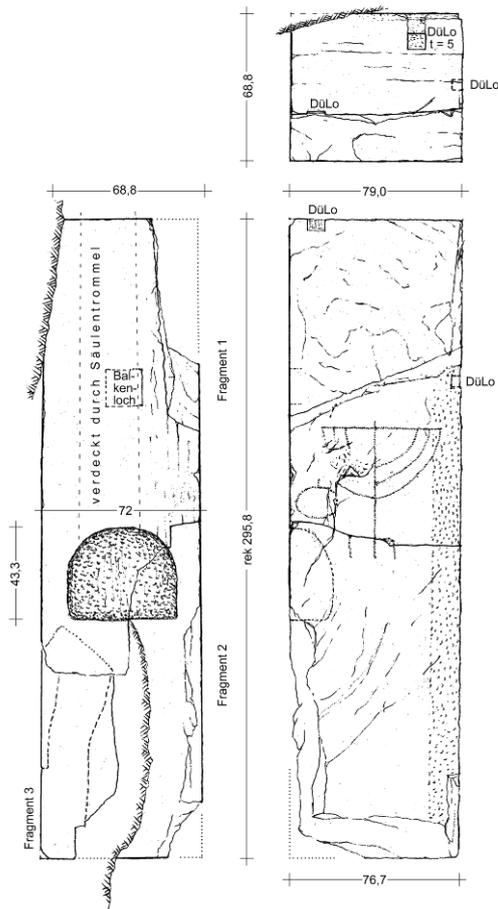 DüLo
t = 5
68,8
DüLo
DüLo
68,8
79,0
DüLo
verdeckt durch Säulentrommel
Fragment 1
Bal-
ken-
loch
DüLo
72
rek 295,8
43,3
Fragment 2
Fragment 3
76,7